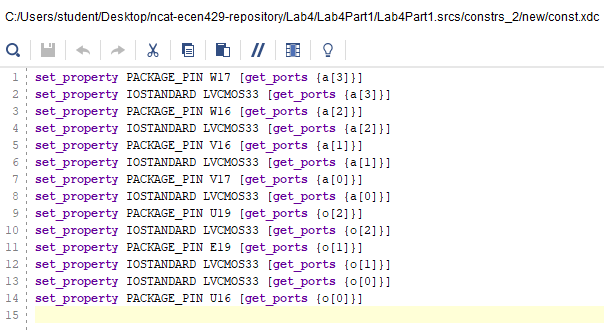 C:/Users/student/Desktop/ncat-ecen429-repository/Lab4/Lab4Part1/Lab4Part1.srcs/constrs_2/new/const.xdc
1 set_property PACKAGE_PIN W17 [get_ports {a[3]}]
2 set_property IOSTANDARD LVCMOS33 [get_ports {a[3]}]
3 set_property PACKAGE_PIN W16 [get_ports {a[2]}]
4 set_property IOSTANDARD LVCMOS33 [get_ports {a[2]}]
5 set_property PACKAGE_PIN V16 [get_ports {a[1]}]
6 set_property IOSTANDARD LVCMOS33 [get_ports {a[1]}]
7 set_property PACKAGE_PIN V17 [get_ports {a[0]}]
8 set_property IOSTANDARD LVCMOS33 [get_ports {a[0]}]
9 set_property PACKAGE_PIN U19 [get_ports {o[2]}]
10 set_property IOSTANDARD LVCMOS33 [get_ports {o[2]}]
11 set_property PACKAGE_PIN E19 [get_ports {o[1]}]
12 set_property IOSTANDARD LVCMOS33 [get_ports {o[1]}]
13 set_property IOSTANDARD LVCMOS33 [get_ports {o[0]}]
14 set_property PACKAGE_PIN U16 [get_ports {o[0]}]
15